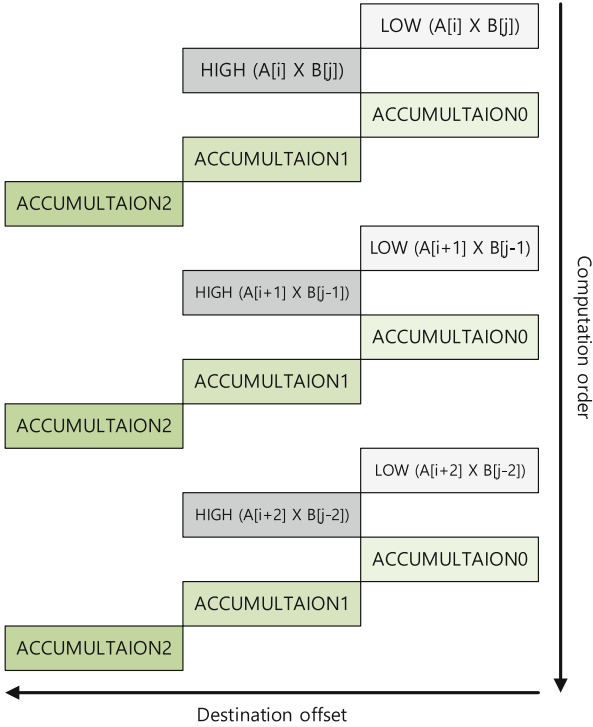 LOW (A[i] X B[j])
HIGH (A[i] X B[j])
ACCUMULTAION0
ACCUMULTAION1
ACCUMULTAION2
LOW (A[i+1] X B[j-1)
HIGH (A[i+1] X B[j-1])
ACCUMULTAION0
ACCUMULTAION1
ACCUMULTAION2
LOW (A[i+2] X B[j-2])
HIGH (A[i+2] X B[j-2])
ACCUMULTAION0
ACCUMULTAION1
ACCUMULTAION2
Computation order
Destination offset